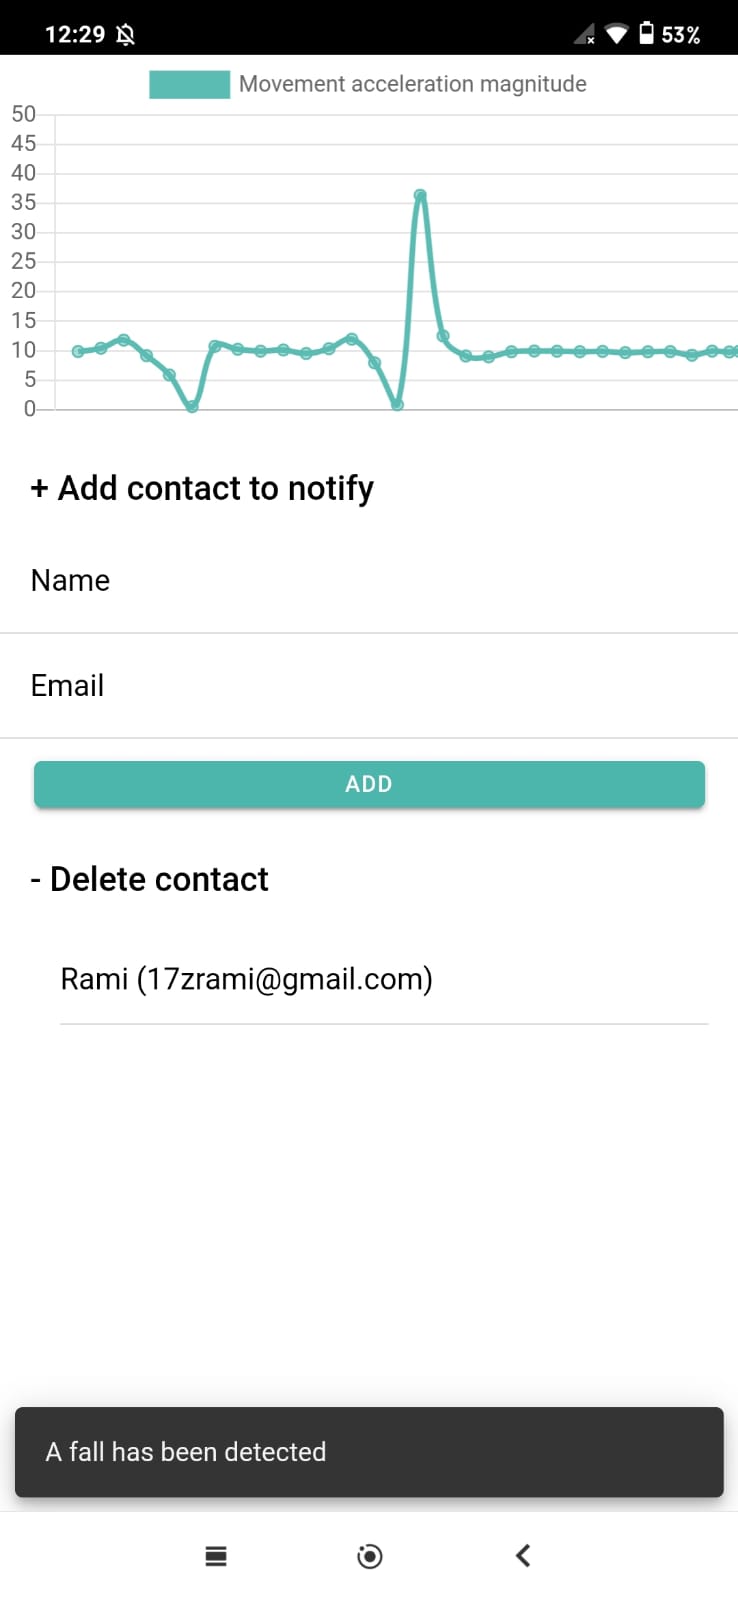 12:29 53%
Movement acceleration magnitude
50
45
40
35
30
25
20
15
10
5
0
+ Add contact to notify
Name
Email
ADD
- Delete contact
Rami (17zrami@gmail.com)
A fall has been detected